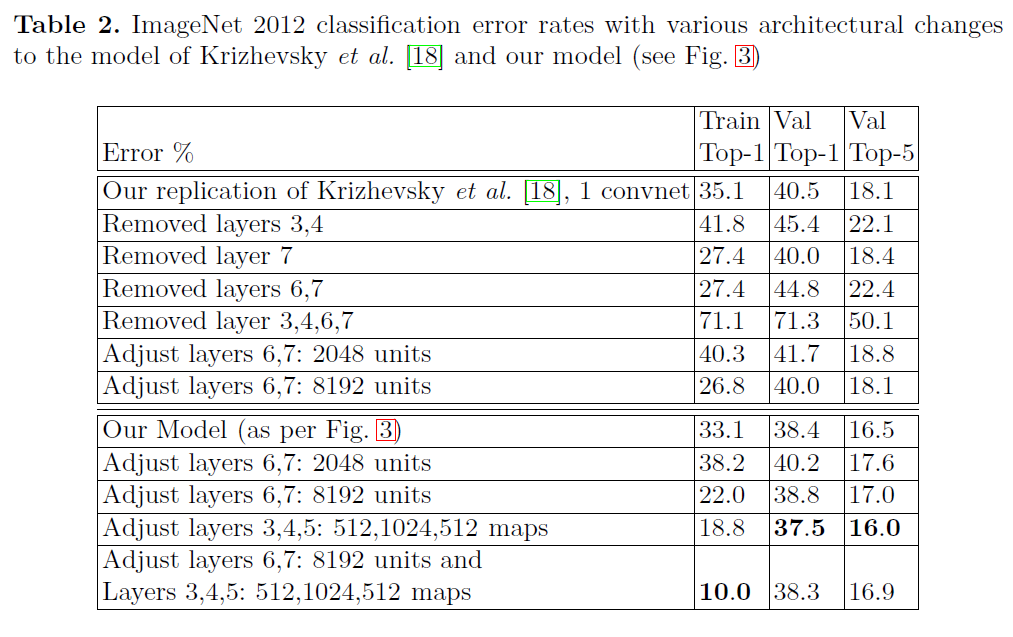 Table 2. ImageNet 2012 classification error rates with various architectural changes
to the model of Krizhevsky et al. [18] and our model (see Fig. 3)
Error % Train Top-1 Val Top-1 Val Top-5
Our replication of Krizhevsky et al. [18], 1 convnet 35.1 40.5 18.1
Removed layers 3,4 41.8 45.4 22.1
Removed layer 7 27.4 40.0 18.4
Removed layers 6,7 27.4 44.8 22.4
Removed layer 3,4,6,7 71.1 71.3 50.1
Adjust layers 6,7: 2048 units 40.3 41.7 18.8
Adjust layers 6,7: 8192 units 26.8 40.0 18.1
Our Model (as per Fig. 3) 33.1 38.4 16.5
Adjust layers 6,7: 2048 units 38.2 40.2 17.6
Adjust layers 6,7: 8192 units 22.0 38.8 17.0
Adjust layers 3,4,5: 512,1024,512 maps 18.8 37.5 16.0
Adjust layers 6,7: 8192 units and
Layers 3,4,5: 512,1024,512 maps 10.0 38.3 16.9